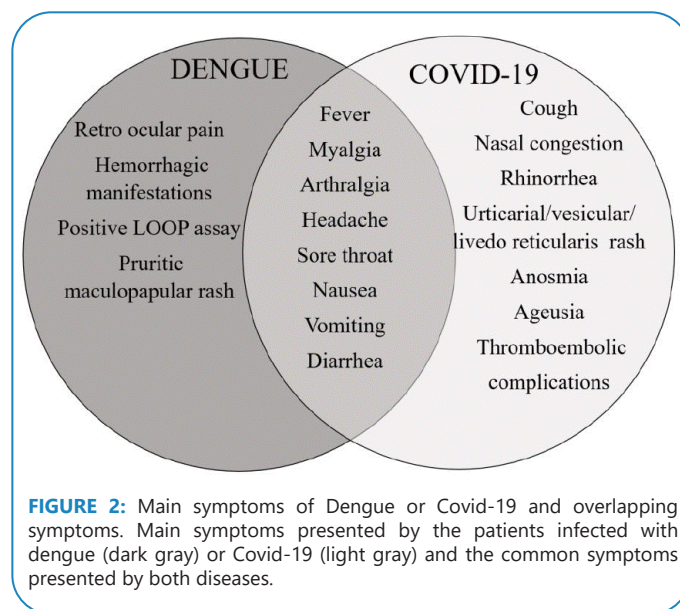 DENGUE
COVID-19
Retro ocular pain
Hemorrhagic
manifestations
Positive LOOP assay
Pruritic
maculopapular rash
Fever
Myalgia
Arthralgia
Headache
Sore throat
Nausea
Vomiting
Diarrhea
Cough
Nasal congestion
Rhinorrhea
Urticarial/vesicular/
livedo reticularis rash
Anosmia
Ageusia
Thromboembolic
complications
FIGURE 2: Main symptoms of Dengue or Covid-19 and overlapping
symptoms. Main symptoms presented by the patients infected with
dengue (dark gray) or Covid-19 (light gray) and the common symptoms
presented by both diseases.